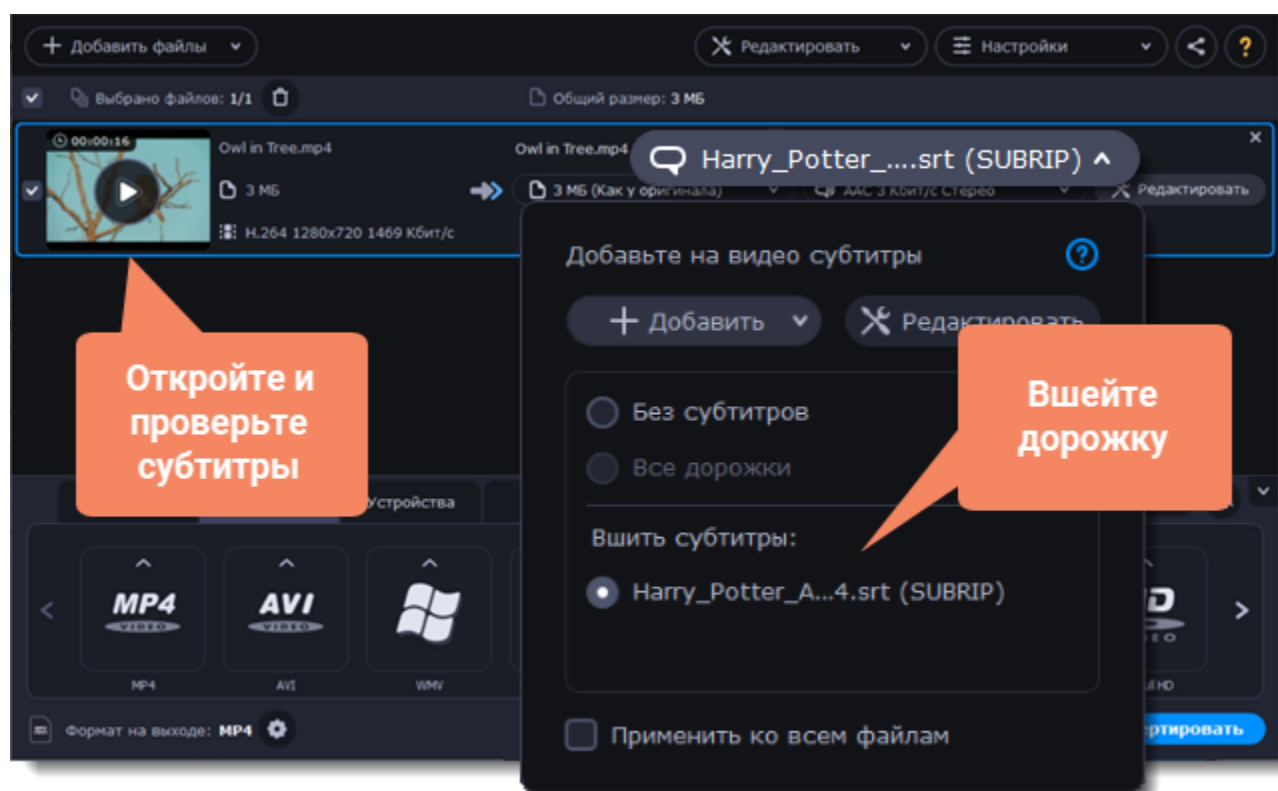 Добавить файлы
Редактировать
Настройки
?
Выбрано файлов: 1/1
Общий размер: 3 МБ
00:00:16
Owl in Tree.mp4
Owl in Tree.mp4
Harry_Potter_....srt (SUBRIP)
3 МБ
3 МБ (Как у оригинала)
AAC 3 Кбит/с Стерео
Редактировать
H.264 1280x720 1469 Кбит/с
Добавьте на видео субтитры
?
Добавить
Редактировать
Откройте и
проверьте
субтитры
Вшейте
дорожку
Без субтитров
Все дорожки
Устройства
Вшить субтитры:
Harry_Potter_A...4.srt (SUBRIP)
MP4
VIDEO
AVI
VIDEO
MP4
AVI
WMV
HD
Формат на выходе: MP4
Применить ко всем файлам
ртировать